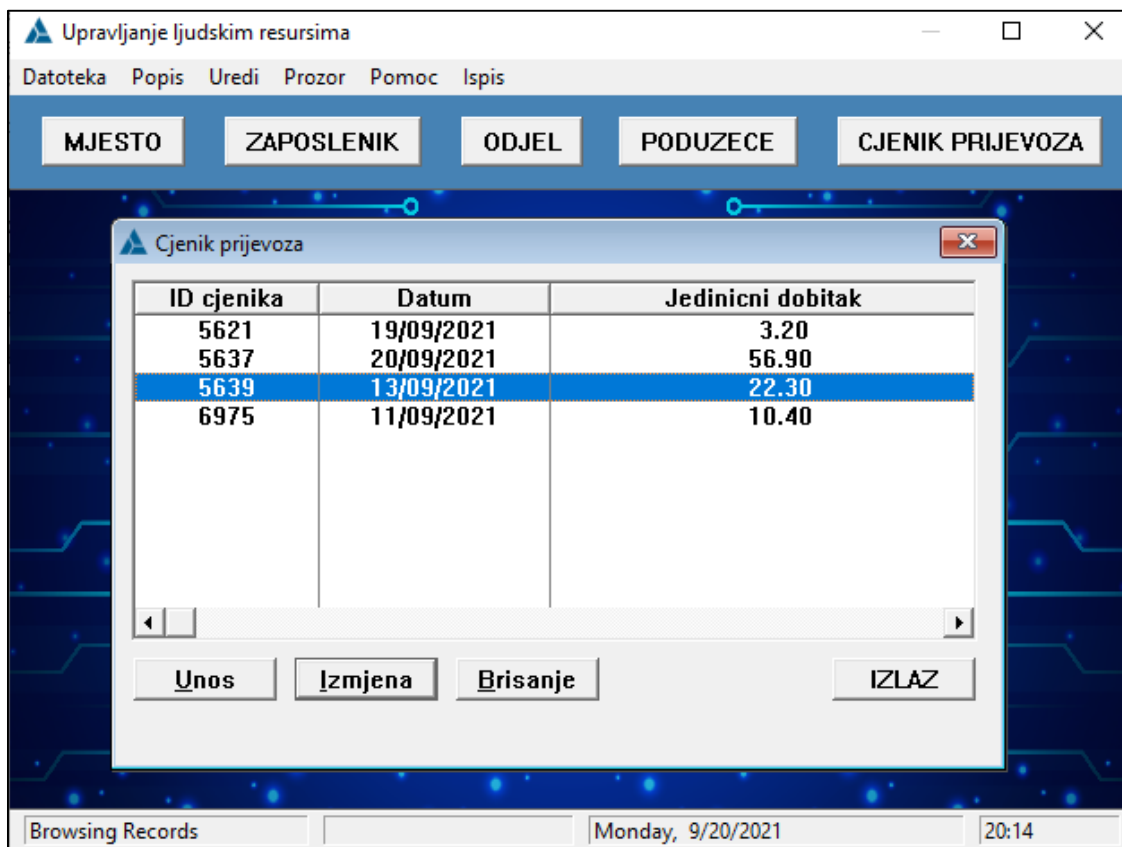 Upravljanje ljudskim resursima
Datoteka Popis Uredi Prozor Pomoc Ispis
MJESTO ZAPOSLENIK ODJEL PODUZECE CJENIK PRIJEVOZA
Cjenik prijevoza
ID cjenika Datum Jedinicni dobitak
5621 19/09/2021 3.20
5637 20/09/2021 56.90
5639 13/09/2021 22.30
6975 11/09/2021 10.40
Unos Izmjena Brisanje IZLAZ
Browsing Records Monday, 9/20/2021 20:14